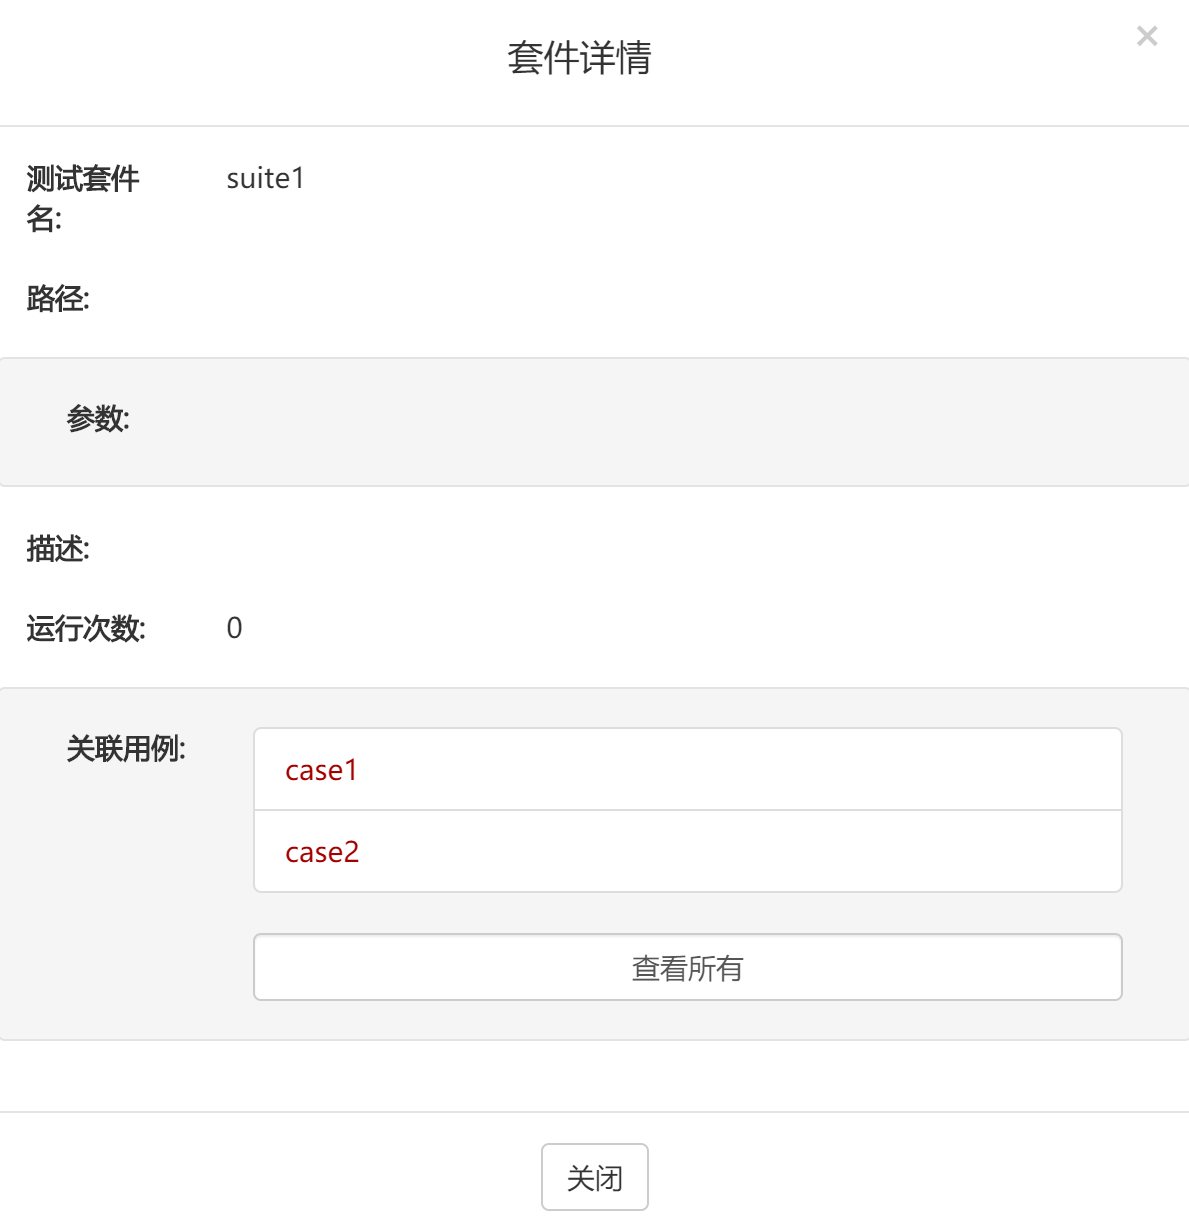 套件详情
×
测试套件
名:
suite1
路径:
参数:
描述:
运行次数:
0
关联用例:
case1
case2
查看所有
关闭